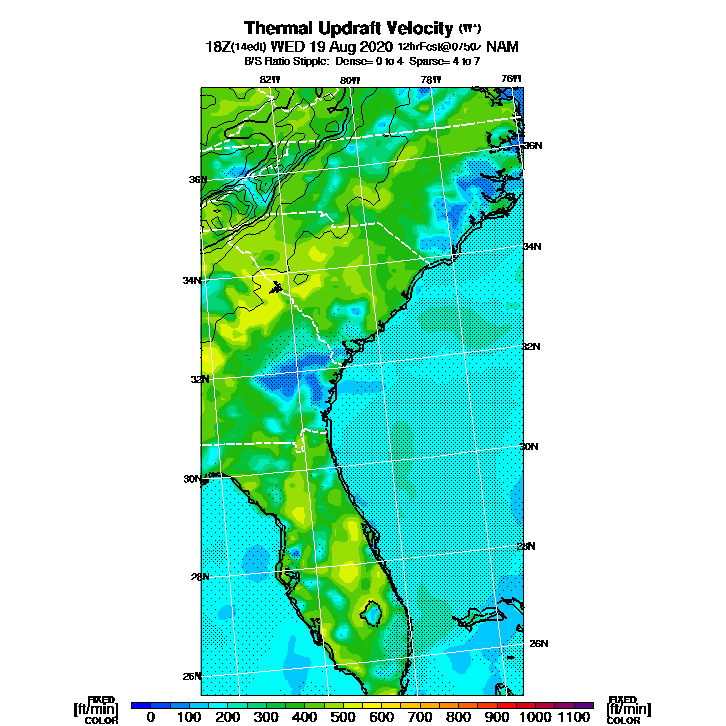 Thermal Updraft Velocity (W*)
18Z(14edt) WED 19 Aug 2020 12hrFcst@0750z NAM
B/S Ratio Stipple: Dense= 0 to 4 Sparse= 4 to 7
82W 80W 78W 76W
36N
36N
34N
34N
32N
32N
30N
30N
28N
28N
26N
26N
FIXED FIXED
[ft/min] 0 100 200 300 400 500 600 700 800 900 1000 1100 [ft/min]
COLOR COLOR